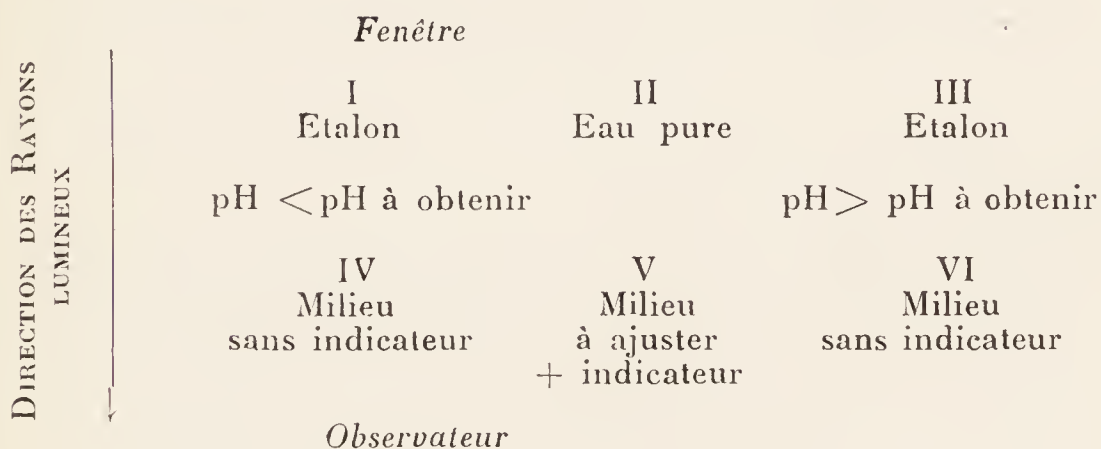 Fenêtre
DIRECTION DES RAYONS
LUMINEUX
I II III
Etalon Eau pure Etalon
pH < pH à obtenir pH > pH à obtenir
IV V VI
Milieu Milieu Milieu
sans indicateur à ajuster sans indicateur
+ indicateur
Observateur